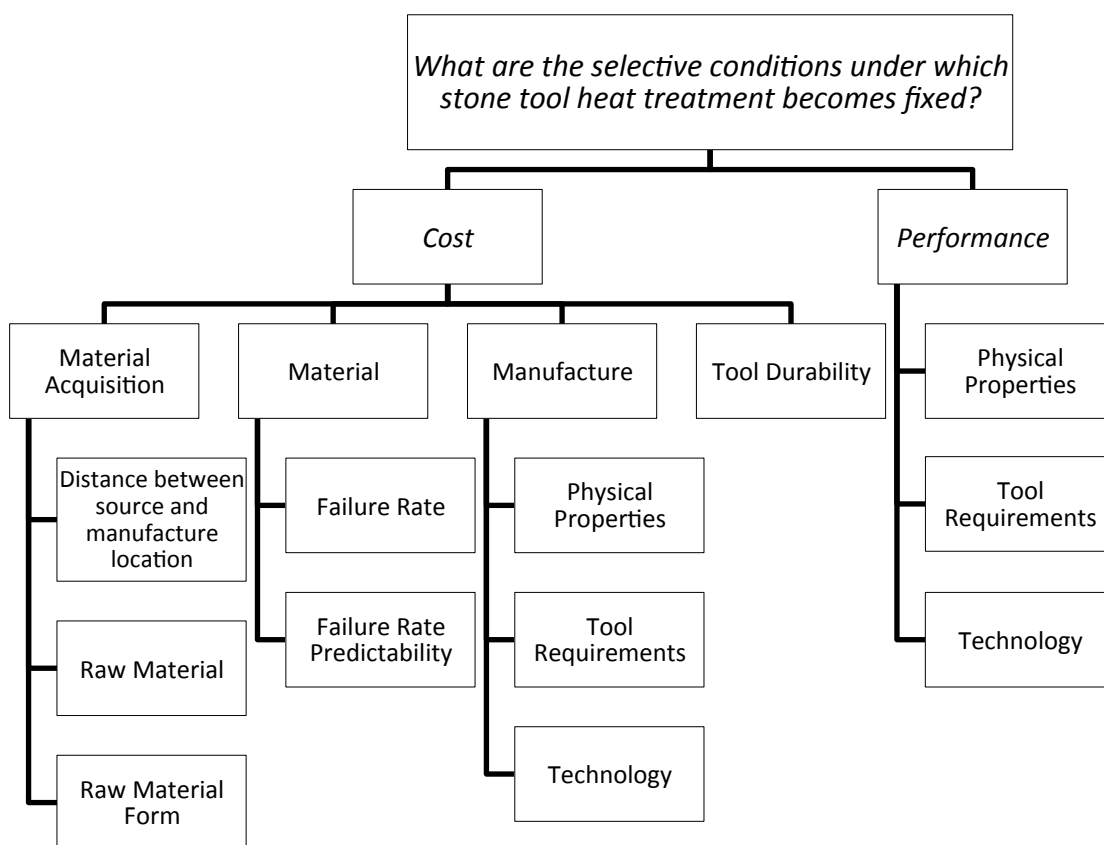 What are the selective conditions under which
stone tool heat treatment becomes fixed?
Cost
Performance
Material
Acquisition
Material
Manufacture
Tool Durability
Distance between
source and
manufacture
location
Raw Material
Raw Material
Form
Failure Rate
Failure Rate
Predictability
Physical
Properties
Tool
Requirements
Technology
Physical
Properties
Tool
Requirements
Technology